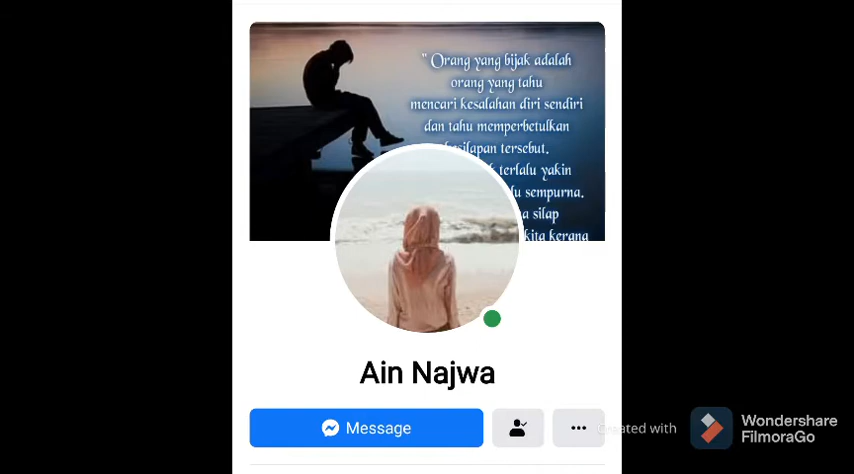 " Orang yang bijak adalah
orang yang tahu
mencari kesalahan diri sendiri
dan tahu memperbetulkan
tersebut.
terlalu yakin
sempurna.
silap
kita kerana
Ain Najwa
Message
Created with
Wondershare
FilmoraGo